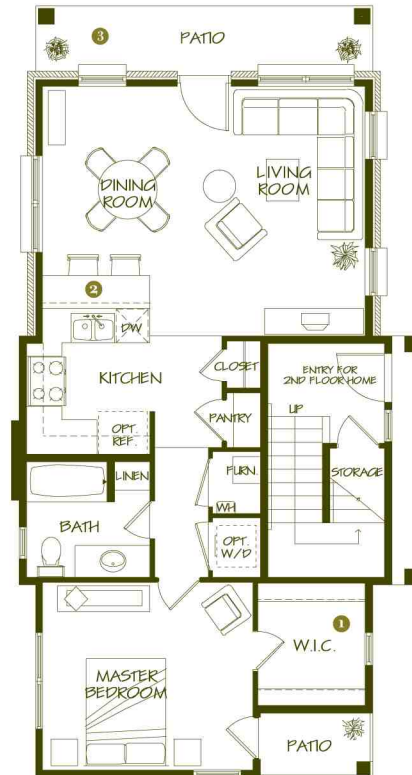 3
PATIO
DINING
ROOM
LIVING
ROOM
2
DW
KITCHEN
CLOSET
ENTRY FOR
2ND FLOOR HOME
PANTRY
UP
OPT.
REF.
LINEN
FURN.
STORAGE
WH
BATH
OPT.
W/D
1
W.I.C.
MASTER
BEDROOM
PATIO